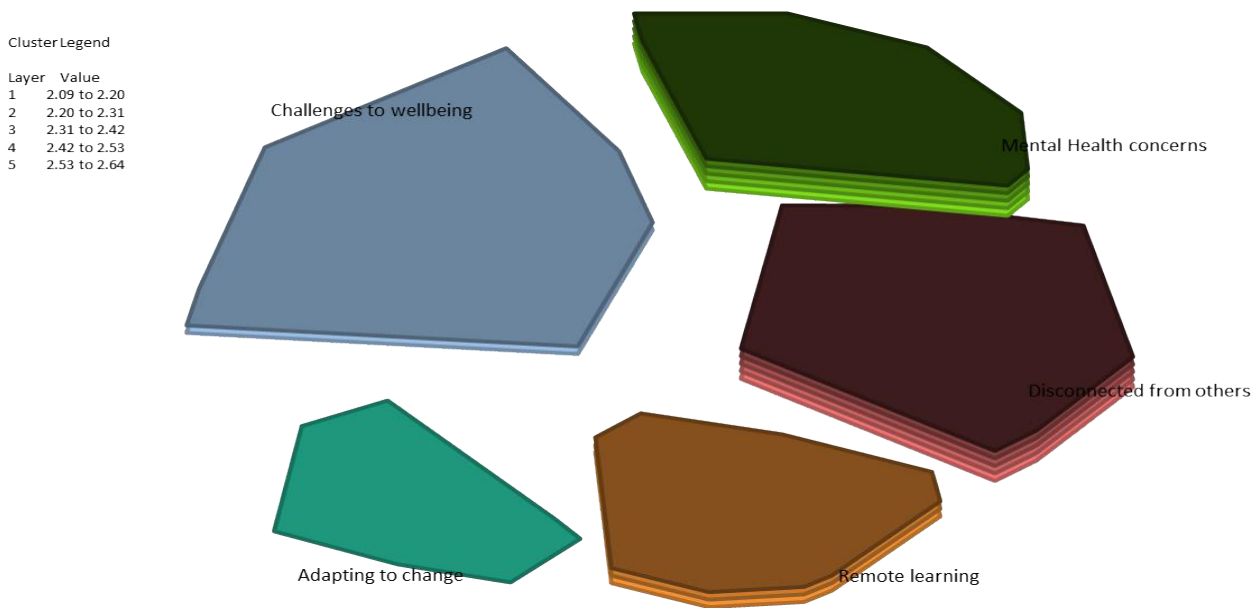 Cluster Legend
Layer Value
1 2.09 to 2.20
2 2.20 to 2.31
3 2.31 to 2.42
4 2.42 to 2.53
5 2.53 to 2.64
Challenges to wellbeing
Mental Health concerns
Disconnected from others
Adapting to change
Remote learning